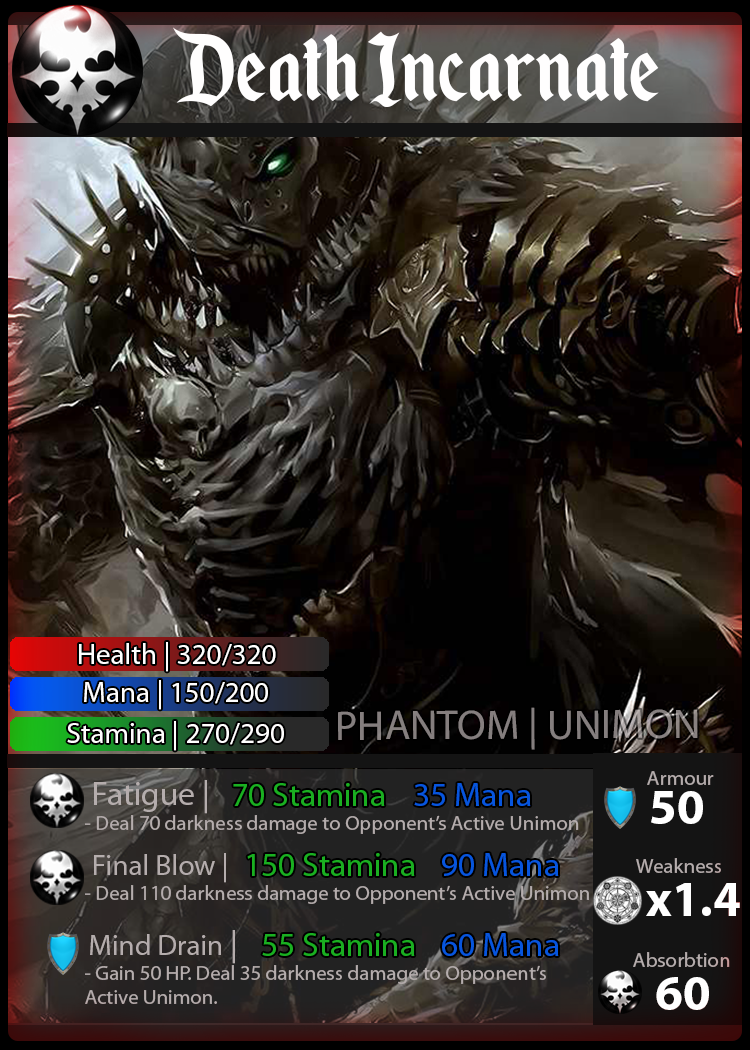 Death Incarnate
Health | 320/320
Mana | 150/200
Stamina | 270/290
PHANTOM | UNIMON
Fatigue | 70 Stamina 35 Mana
- Deal 70 darkness damage to Opponent's Active Unimon
Final Blow | 150 Stamina 90 Mana
- Deal 110 darkness damage to Opponent's Active Unimon
Mind Drain | 55 Stamina 60 Mana
- Gain 50 HP. Deal 35 darkness damage to Opponent's
Active Unimon.
Armour
50
Weakness
x1.4
Absorbtion
60